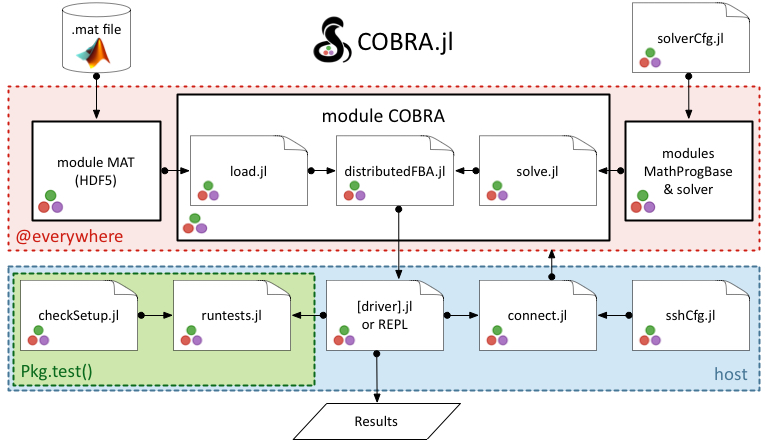 .mat file
COBRA.jl
solverCfg.jl
module COBRA
module MAT
(HDF5)
load.jl
distributedFBA.jl
solve.jl
modules
MathProgBase
& solver
@everywhere
checkSetup.jl
runtests.jl
[driver].jl
or REPL
connect.jl
sshCfg.jl
Pkg.test()
host
Results